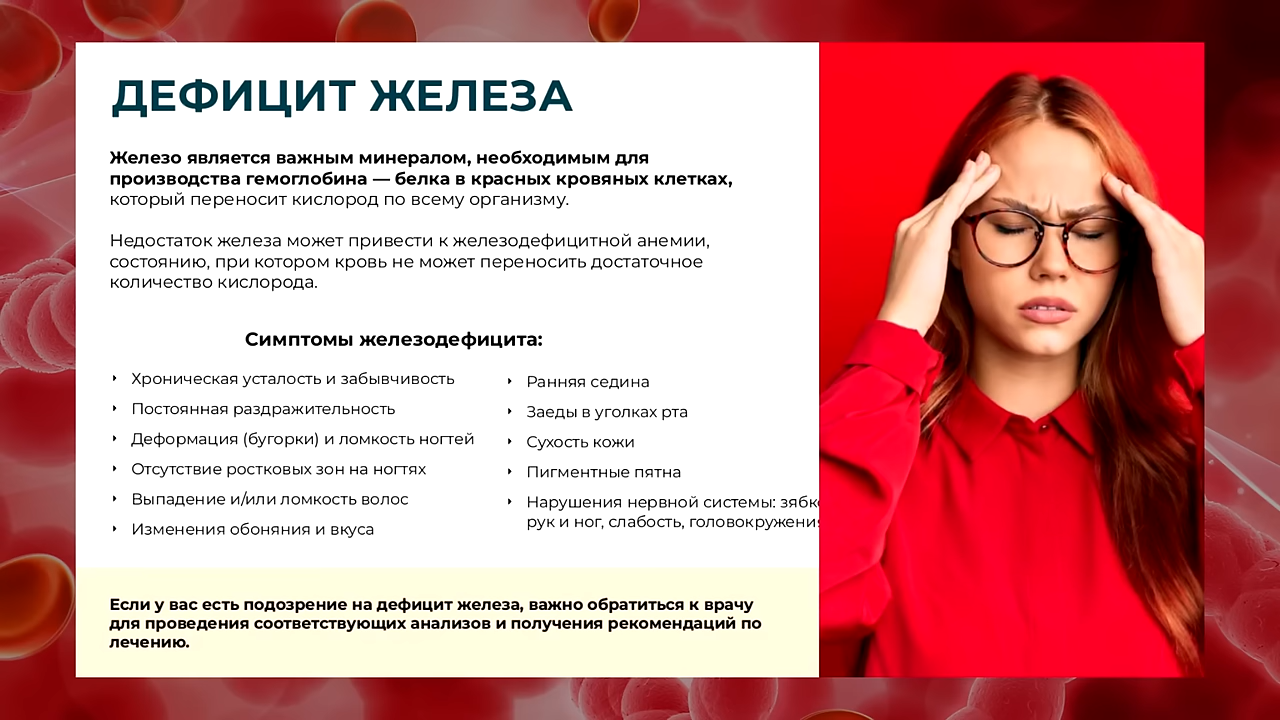 ДЕФИЦИТ ЖЕЛЕЗА
Железо является важным минералом, необходимым для
производства гемоглобина — белка в красных кровяных клетках,
который переносит кислород по всему организму.
Недостаток железа может привести к железодефицитной анемии,
состоянию, при котором кровь не может переносить достаточное
количество кислорода.
Симптомы железодефицита:
Хроническая усталость и забывчивость
Постоянная раздражительность
Деформация (бугорки) и ломкость ногтей
Отсутствие ростковых зон на ногтях
Выпадение и/или ломкость волос
Изменения обоняния и вкуса
Ранняя седина
Заеды в уголках рта
Сухость кожи
Пигментные пятна
Нарушения нервной системы:
рук и ног, слабость,
Если у вас есть подозрение на дефицит железа, важно обратиться к врачу
для проведения соответствующих анализов и получения рекомендаций по
лечению.